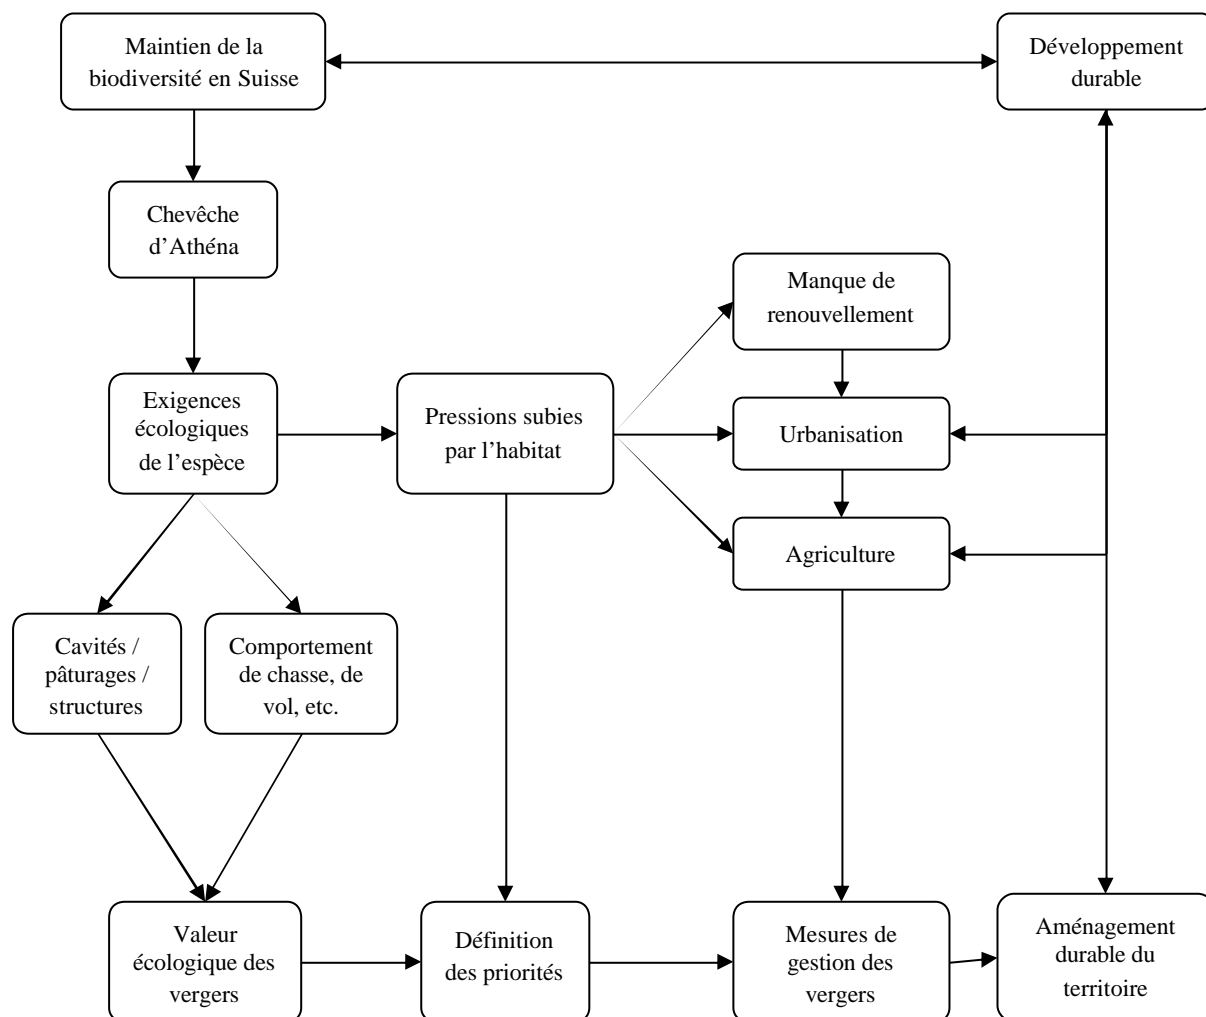 Maintien de la
biodiversité en Suisse
Développement
durable
Chevêche
d’Athéna
Manque de
renouvellement
Exigences
écologiques
de l’espèce
Pressions subies
par l’habitat
Urbanisation
Agriculture
Cavités /
pâturages /
structures
Comportement
de chasse, de
vol, etc.
Valeur
écologique des
vergers
Définition
des priorités
Mesures de
gestion des
vergers
Aménagement
durable du
territoire